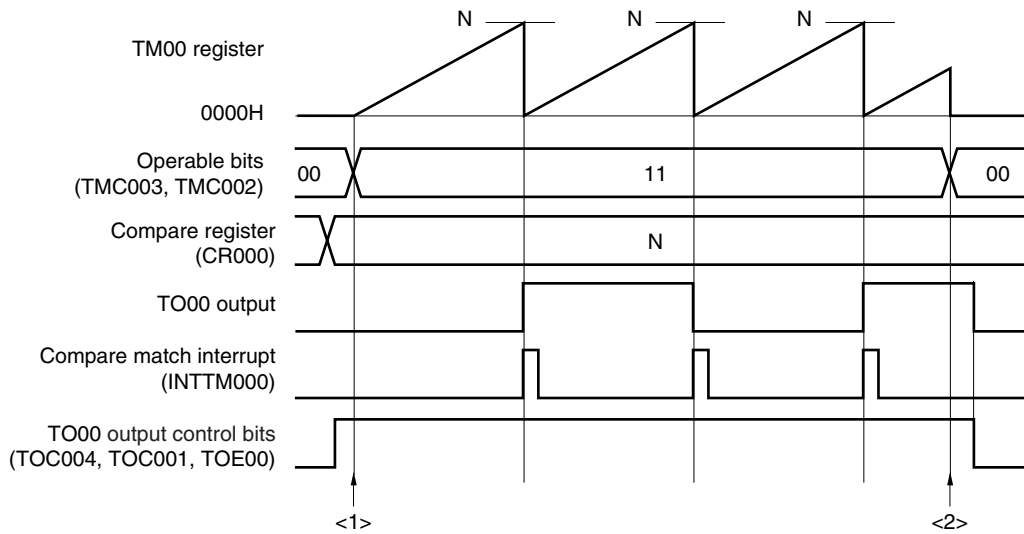 N N N
TM00 register
0000H
Operable bits
(TMC003, TMC002)
00 11 00
Compare register
(CR000)
N
TO00 output
Compare match interrupt
(INTTM000)
TO00 output control bits
(TOC004, TOC001, TOE00)
<1> <2>